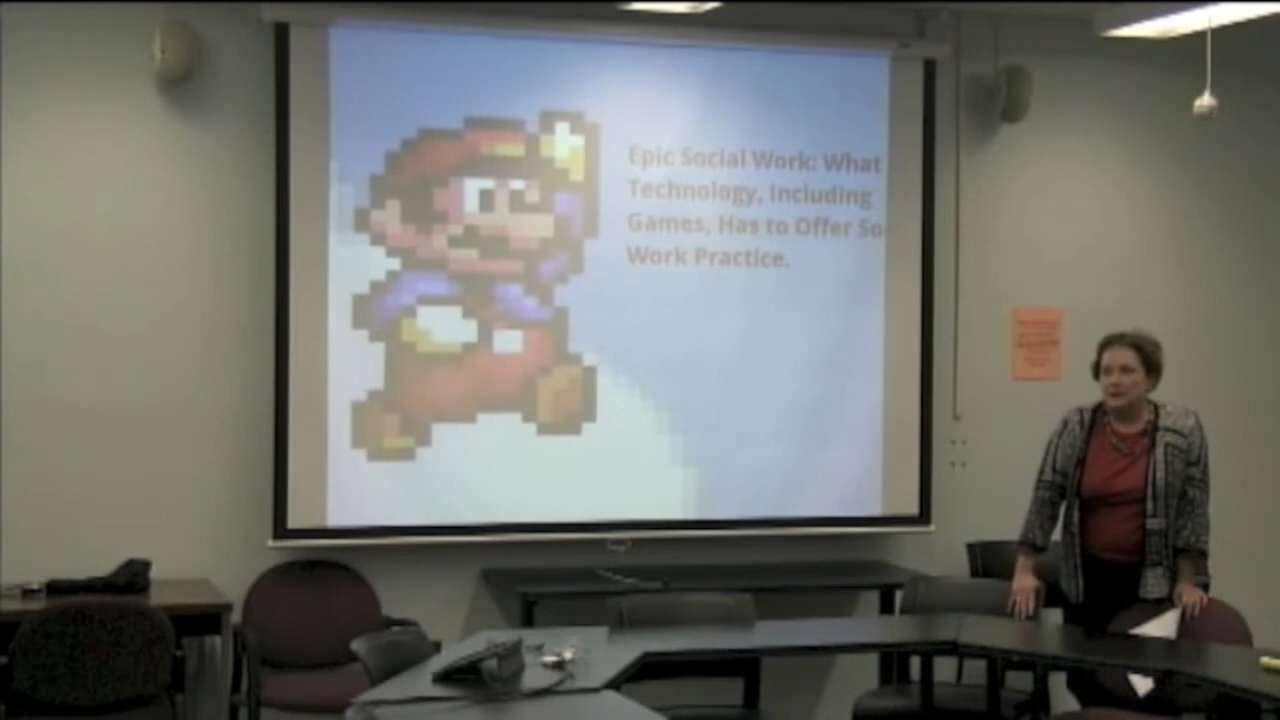 Epic Social Work: What
Technology, Including
Games, Has to Offer So
Work Practice.